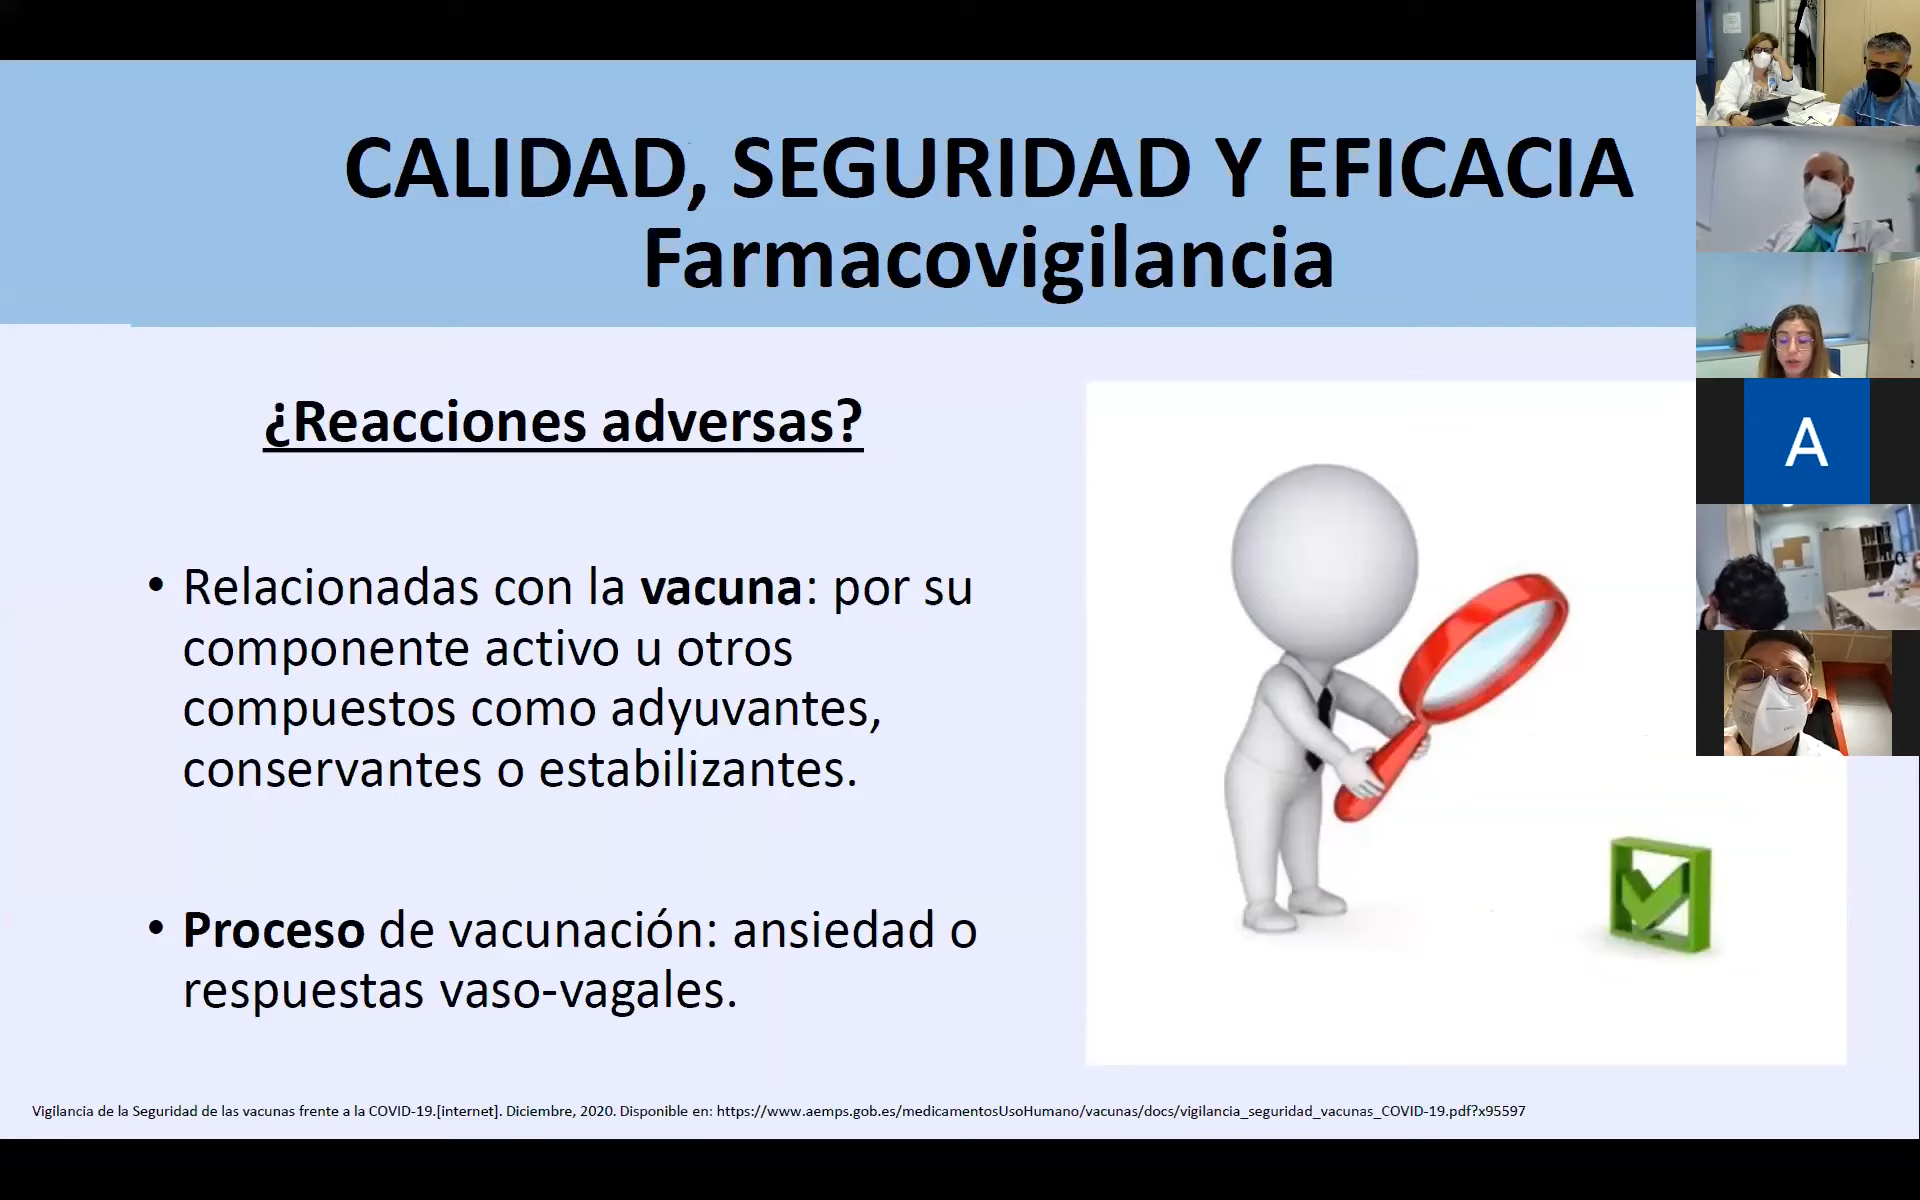 CALIDAD, SEGURIDAD Y EFICACIA
Farmacovigilancia
¿Reacciones adversas?
• Relacionadas con la vacuna: por su
componente activo u otros
compuestos como adyuvantes,
conservantes o estabilizantes.
• Proceso de vacunación: ansiedad o
respuestas vaso-vagales.
Vigilancia de la Seguridad de las vacunas frente a la COVID-19.[internet]. Diciembre, 2020. Disponible en: https://www.aemps.gob.es/medicamentosUsoHumano/vacunas/docs/vigilancia_seguridad_vacunas_COVID-19.pdf?x95597
A